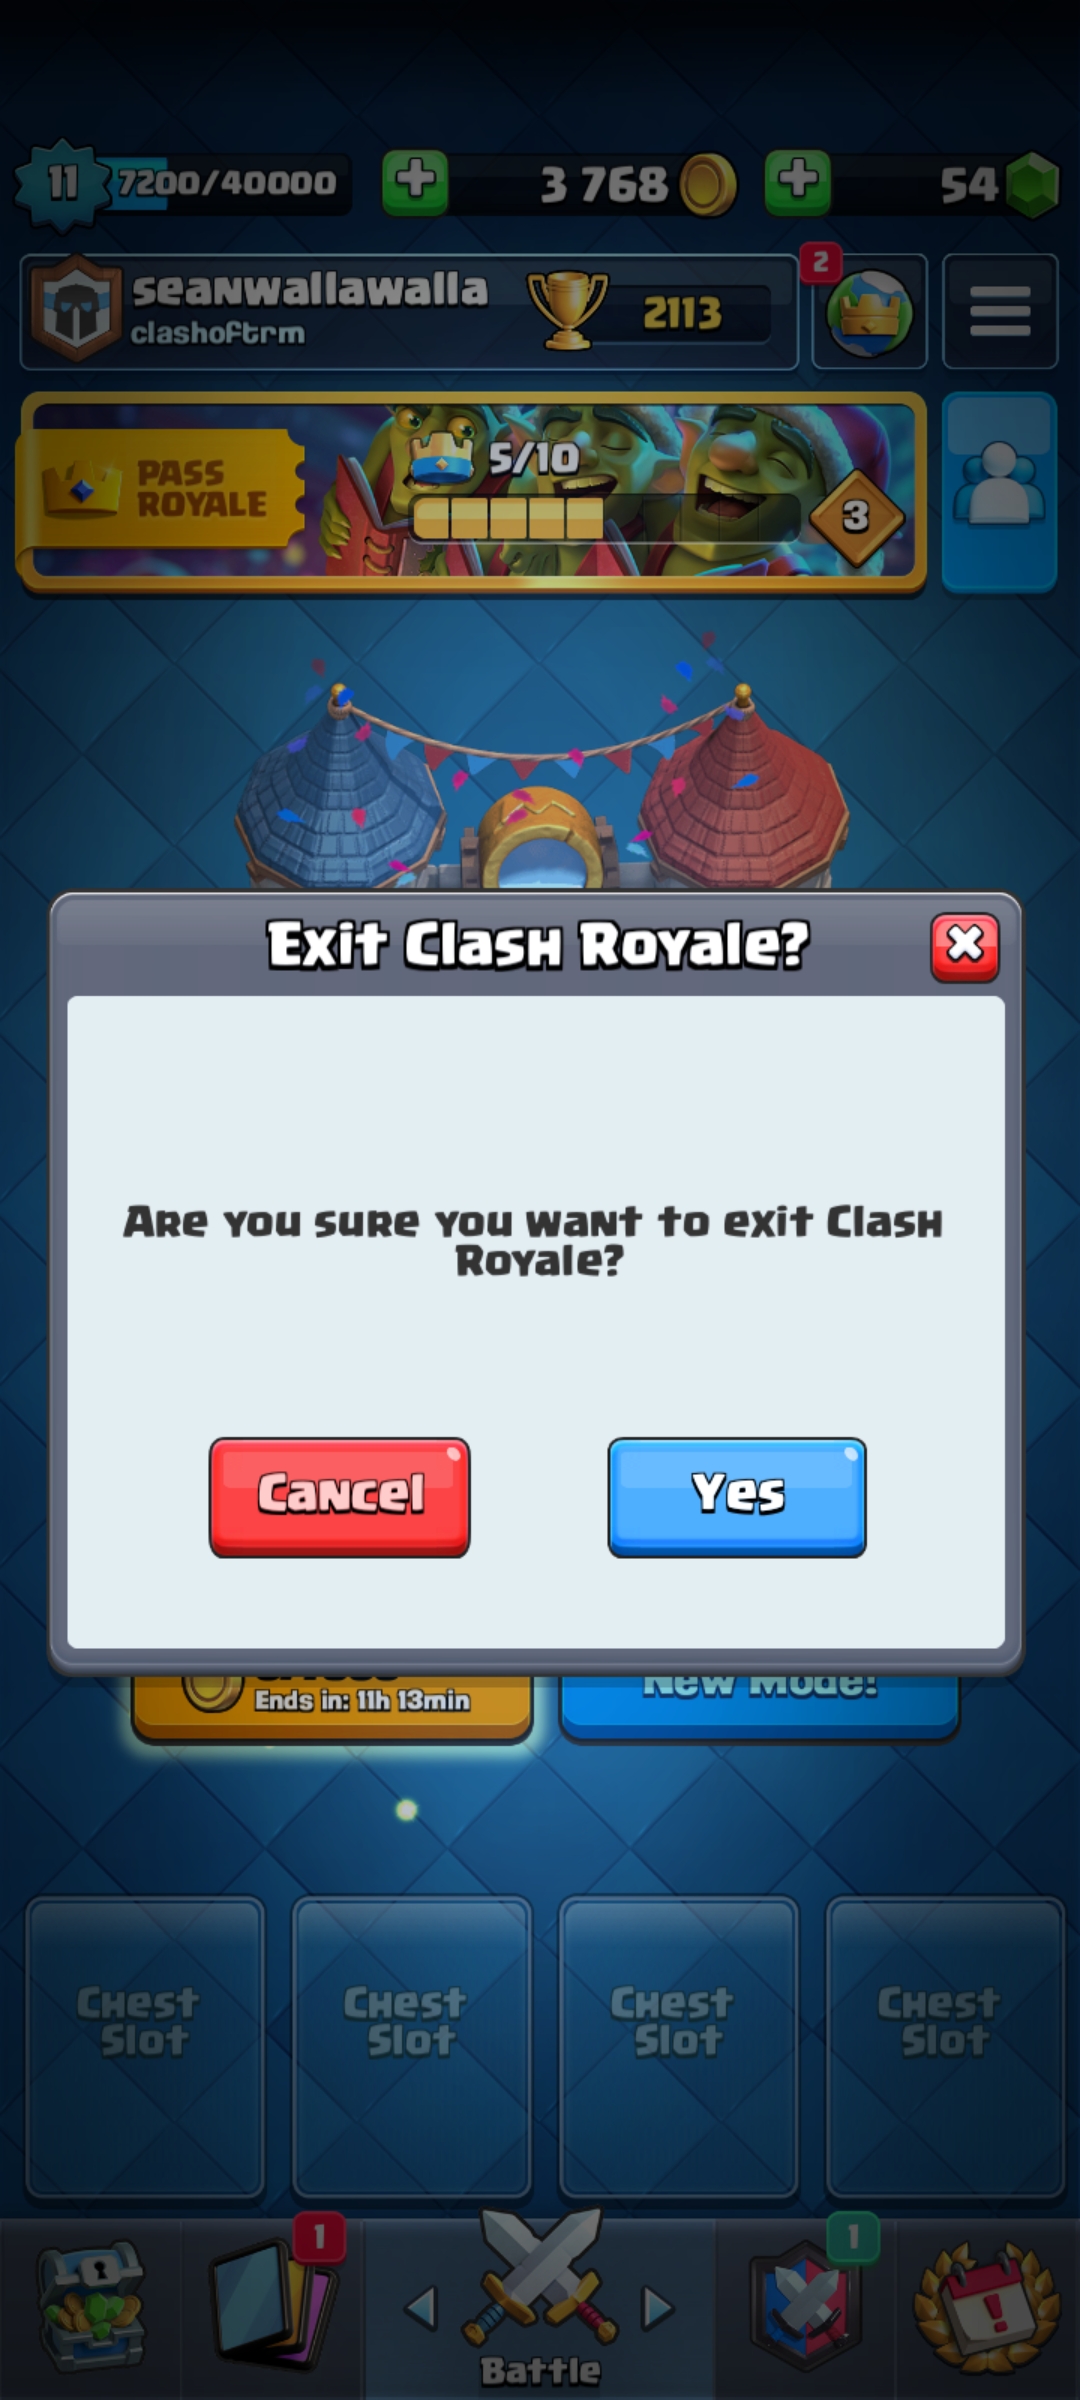 11 7200/40000 3 768 54
2
seanwallawalla 2113
clashoftrm
PASS
ROYALE
5/10
3
Exit Clash Royale?
Are you sure you want to exit Clash
Royale?
Cancel Yes
New Mode!
Ends in: 11h 13min
Chest Chest Chest Chest
Slot Slot Slot Slot
1 1
Battle